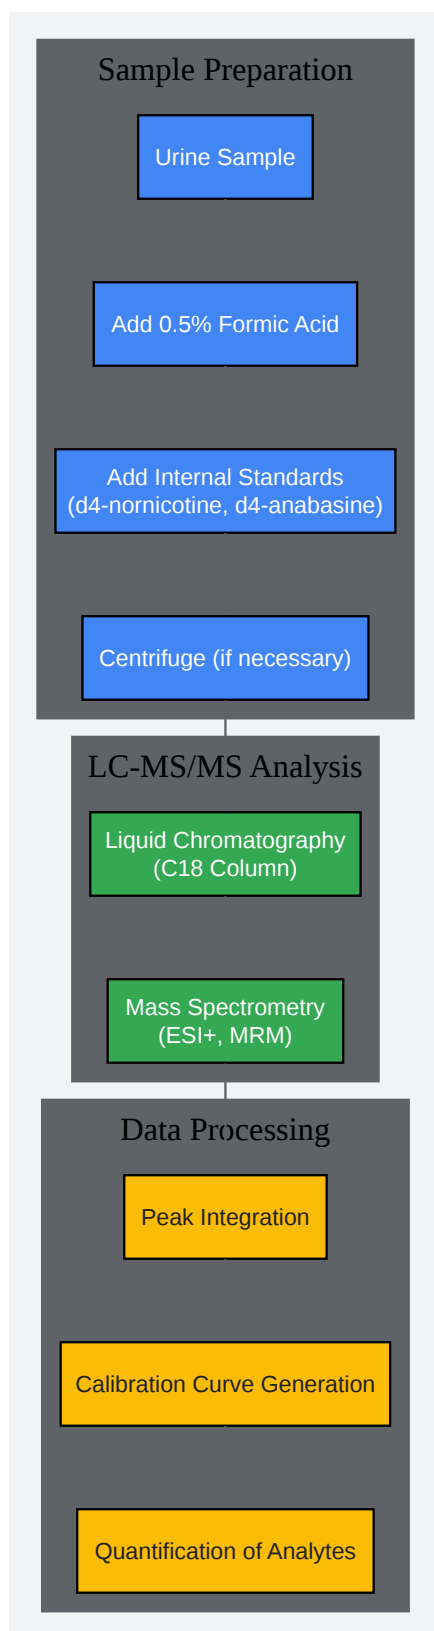 Sample Preparation
Urine Sample
Add 0.5% Formic Acid
Add Internal Standards
(d4-nornicotine, d4-anabasine)
Centrifuge (if necessary)
LC-MS/MS Analysis
Liquid Chromatography
(C18 Column)
Mass Spectrometry
(ESI+, MRM)
Data Processing
Peak Integration
Calibration Curve Generation
Quantification of Analytes